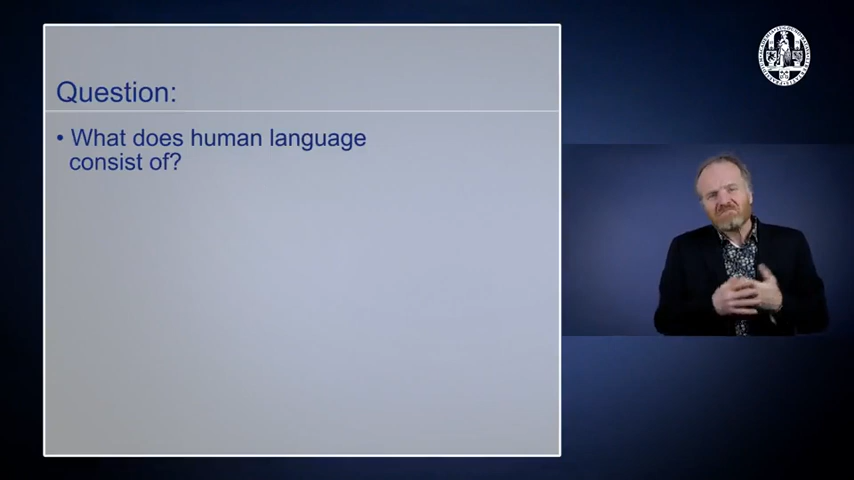 Question:
• What does human language
consist of?